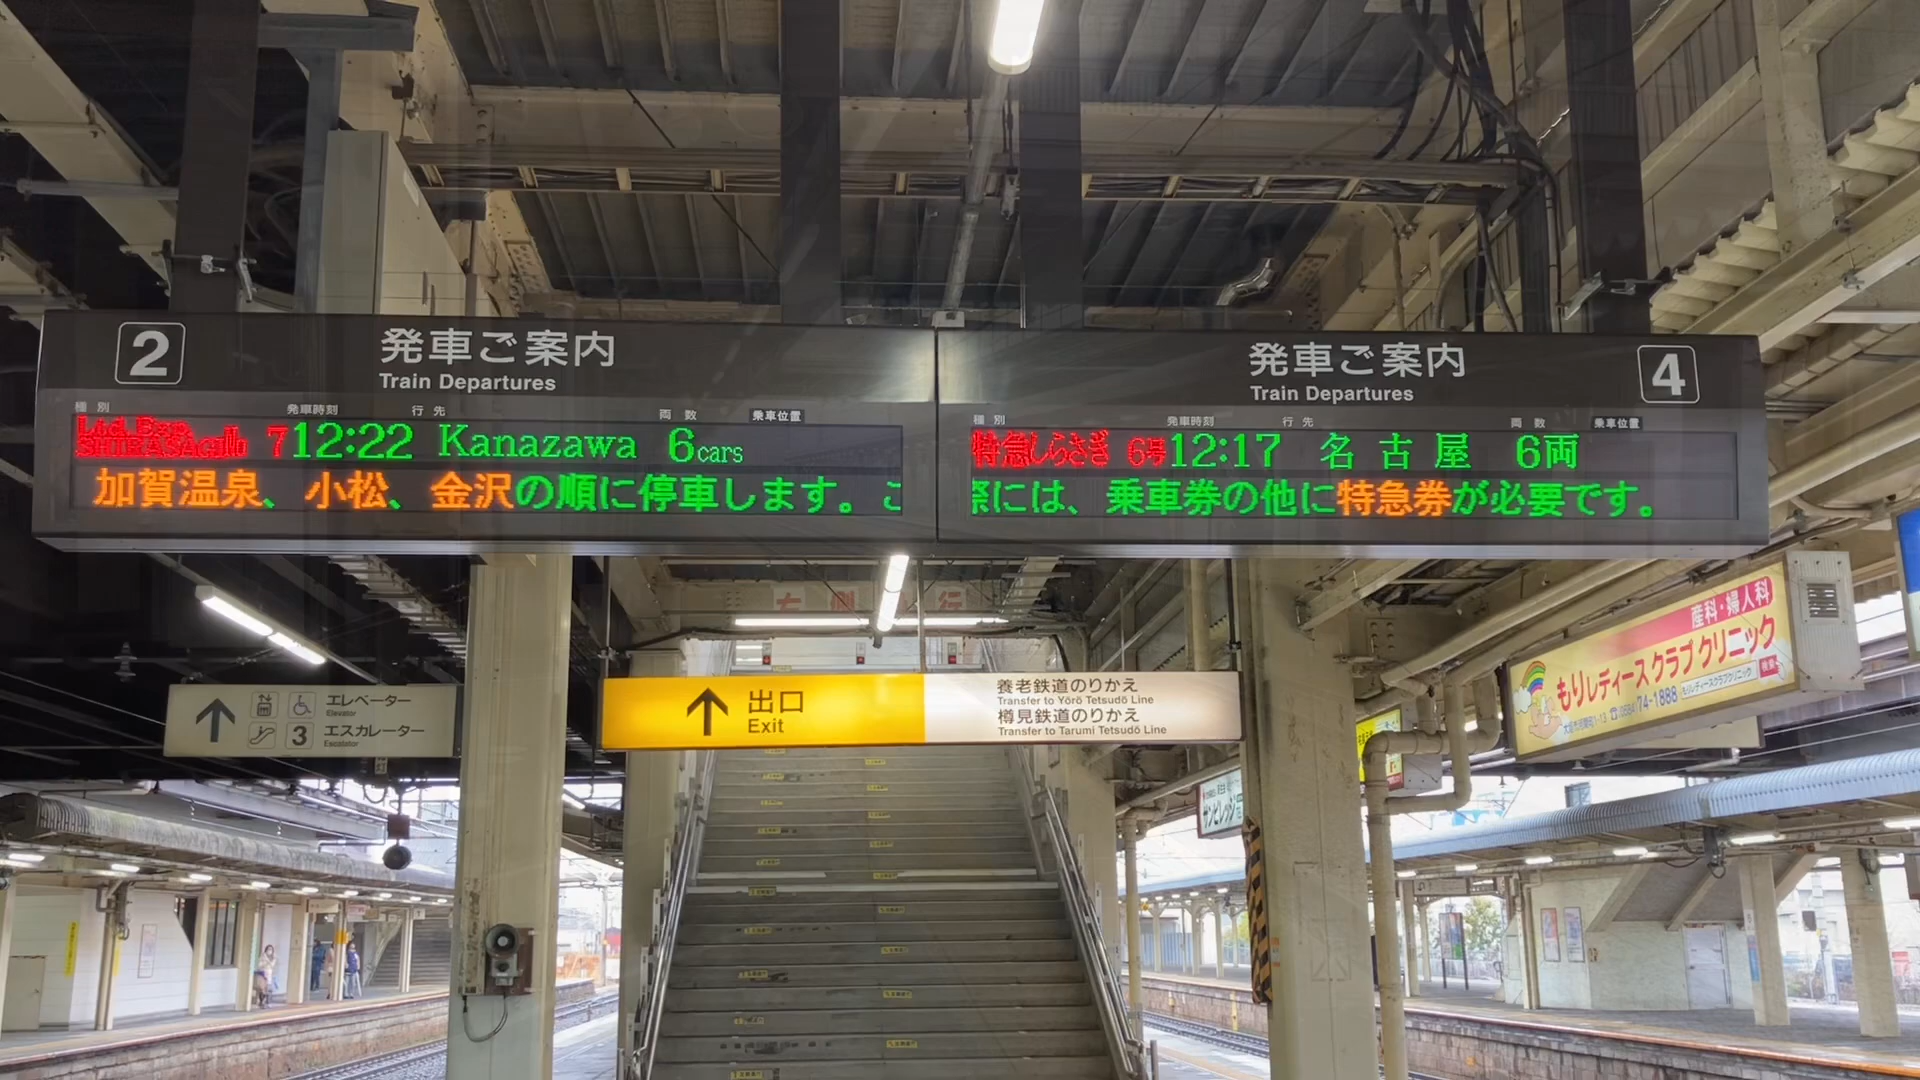 2
発車ご案内
Train Departures
種別 発車時刻 行先 両数 乗車位置
Ltd. Exp. SHIRASAGI 7 12:22 Kanazawa 6cars
加賀温泉、小松、金沢の順に停車します。こ
発車ご案内
Train Departures
4
種別 発車時刻 行先 両数 乗車位置
特急しらさぎ 6号 12:17 名古屋 6両
際には、乗車券の他に特急券が必要です。
エレベーター
Elevator
3 エスカレーター
Escalator
出口
Exit
養老鉄道のりかえ
Transfer to Yōrō Tetsudō Line
樽見鉄道のりかえ
Transfer to Tarumi Tetsudō Line
産科・婦人科
もりレディースクラブクリニック
74-1888
サンビレッジ